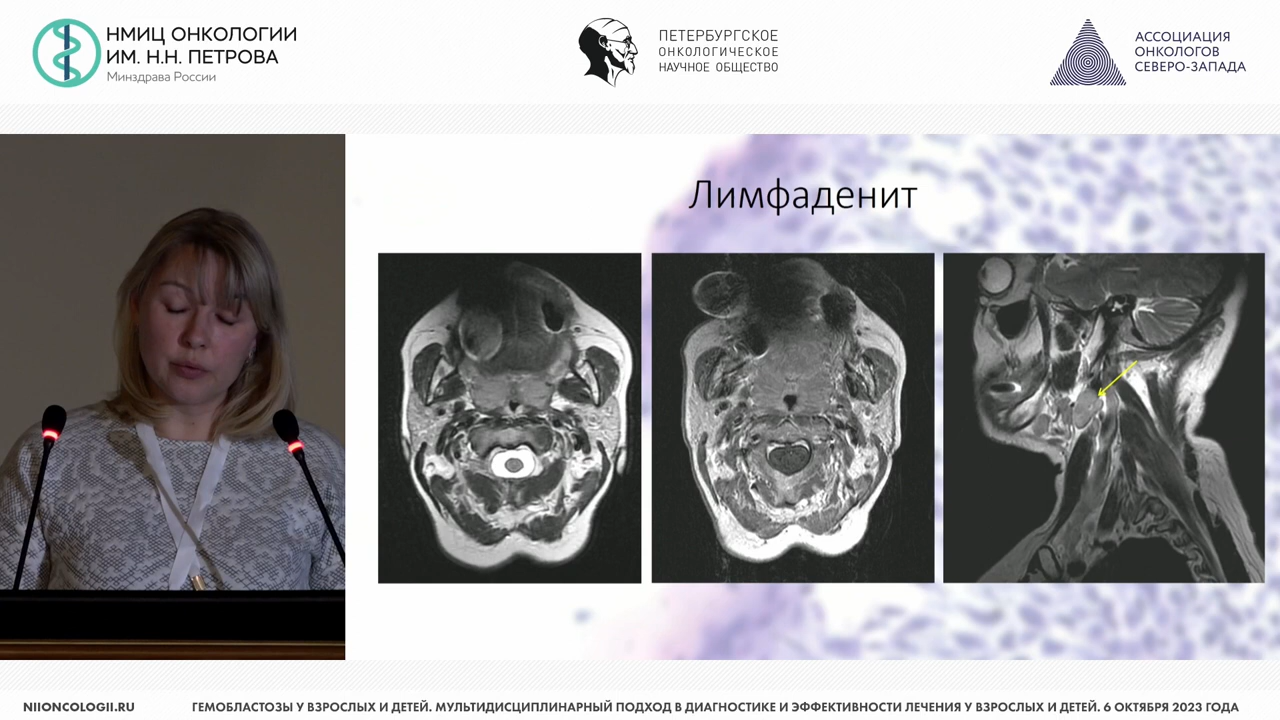 НМИЦ ОНКОЛОГИИ
ИМ. Н.Н. ПЕТРОВА
Минздрава России
ПЕТЕРБУРГСКОЕ
ОНКОЛОГИЧЕСКОЕ
НАУЧНОЕ ОБЩЕСТВО
АССОЦИАЦИЯ
ОНКОЛОГОВ
СЕВЕРО-ЗАПАДА
Лимфаденит
NIIONCOLOGII.RU
ГЕМОБЛАСТОЗЫ У ВЗРОСЛЫХ И ДЕТЕЙ. МУЛЬТИДИСЦИПЛИНАРНЫЙ ПОДХОД В ДИАГНОСТИКЕ И ЭФФЕКТИВНОСТИ ЛЕЧЕНИЯ У ВЗРОСЛЫХ И ДЕТЕЙ. 6 ОКТЯБРЯ 2023 ГОДА